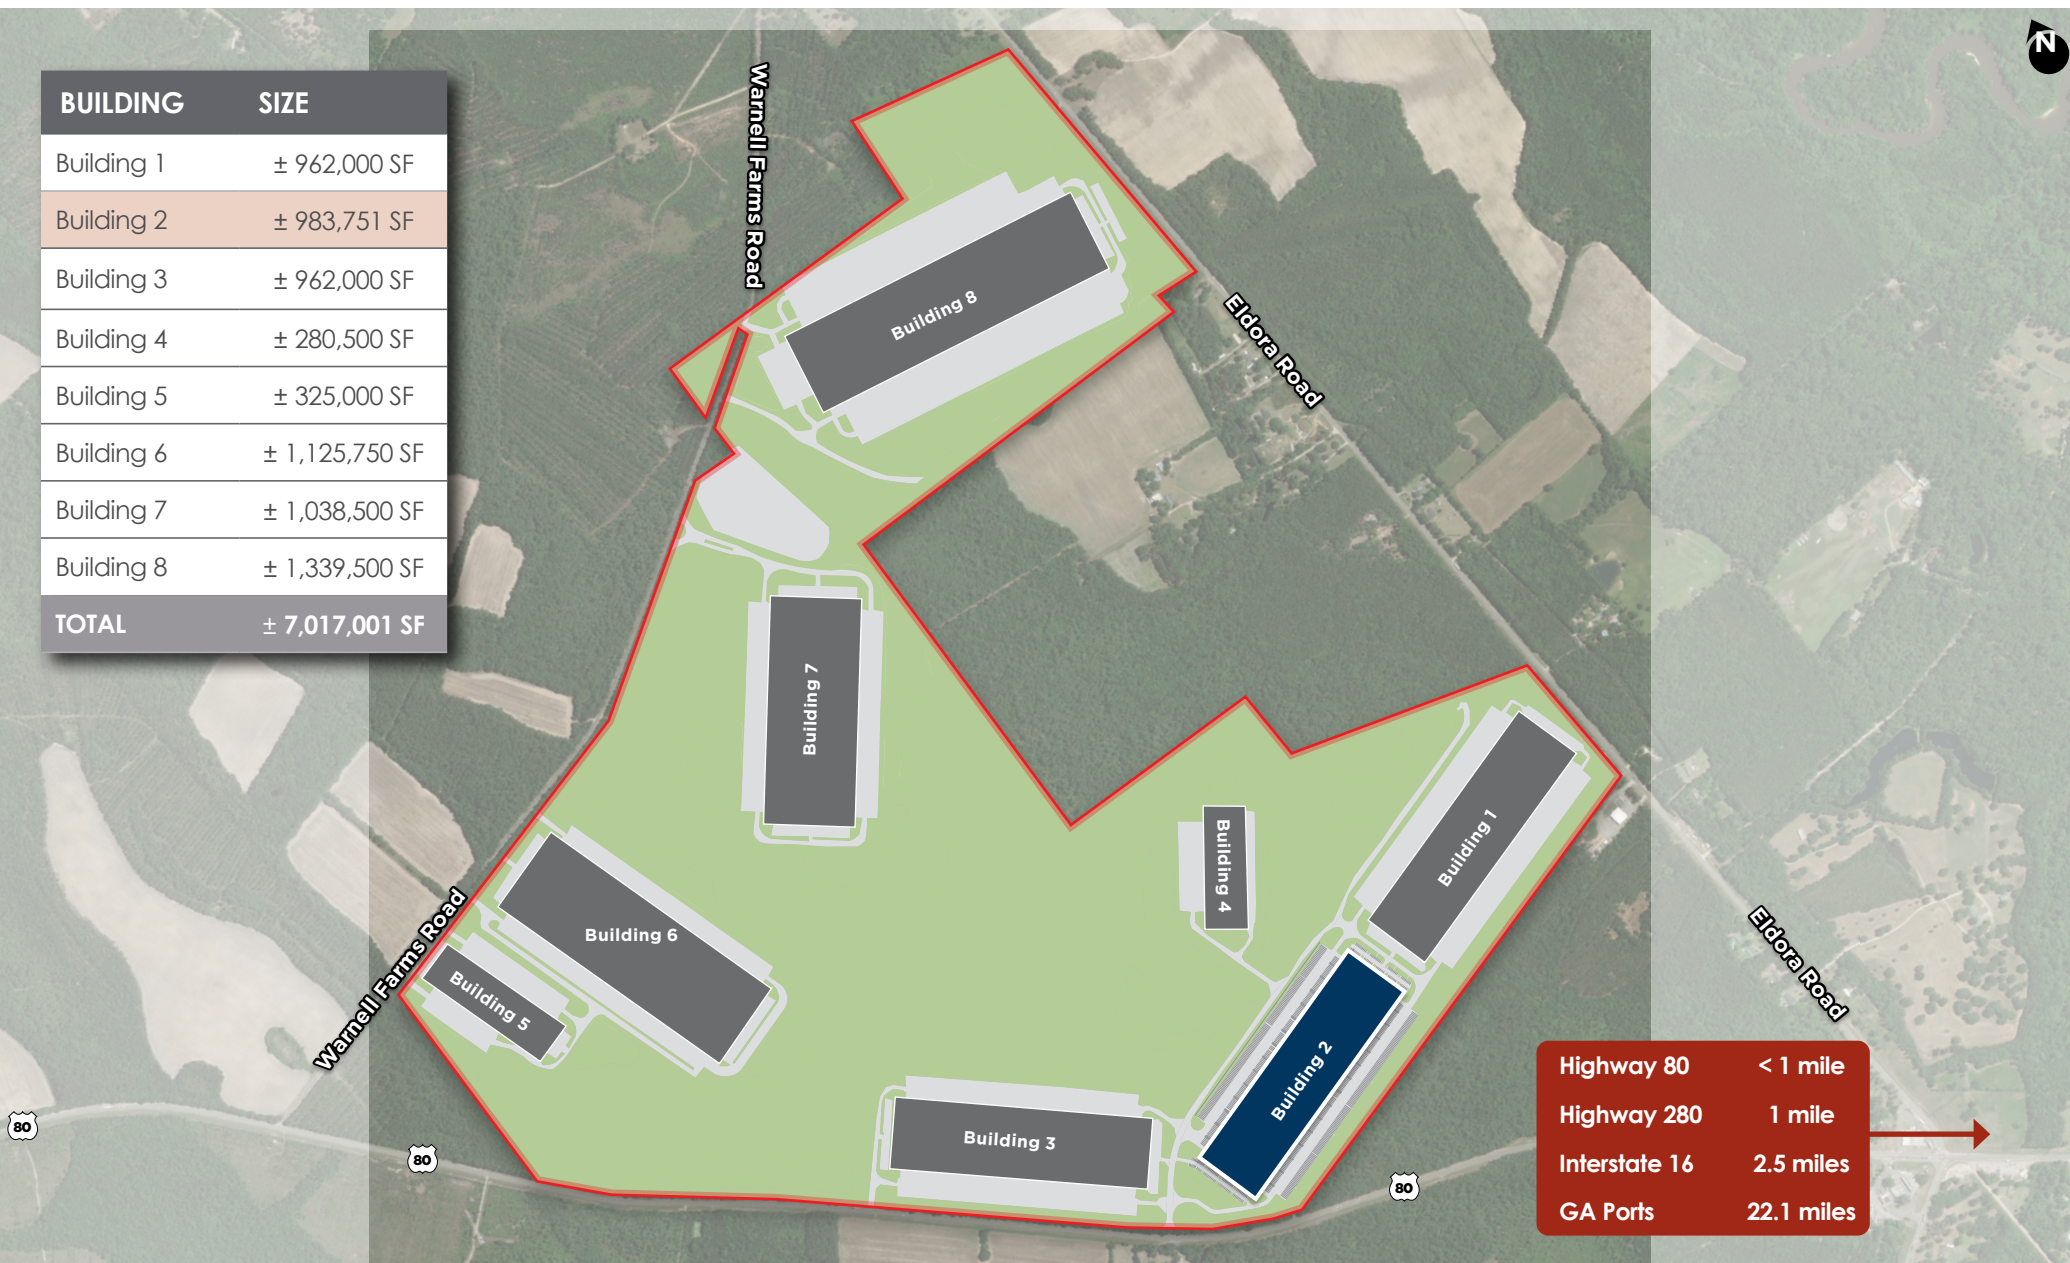 N
BUILDING SIZE
Building 1 ± 962,000 SF
Building 2 ± 983,751 SF
Building 3 ± 962,000 SF
Building 4 ± 280,500 SF
Building 5 ± 325,000 SF
Building 6 ± 1,125,750 SF
Building 7 ± 1,038,500 SF
Building 8 ± 1,339,500 SF
TOTAL ± 7,017,001 SF
Warnell Farms Road
Building 8
Eldora Road
Building 7
Building 1
Building 4
Building 6
Building 5
Warnell Farms Road
Eldora Road
Building 2
Building 3
80
80
80
Highway 80 < 1 mile
Highway 280 1 mile
Interstate 16 2.5 miles
GA Ports 22.1 miles